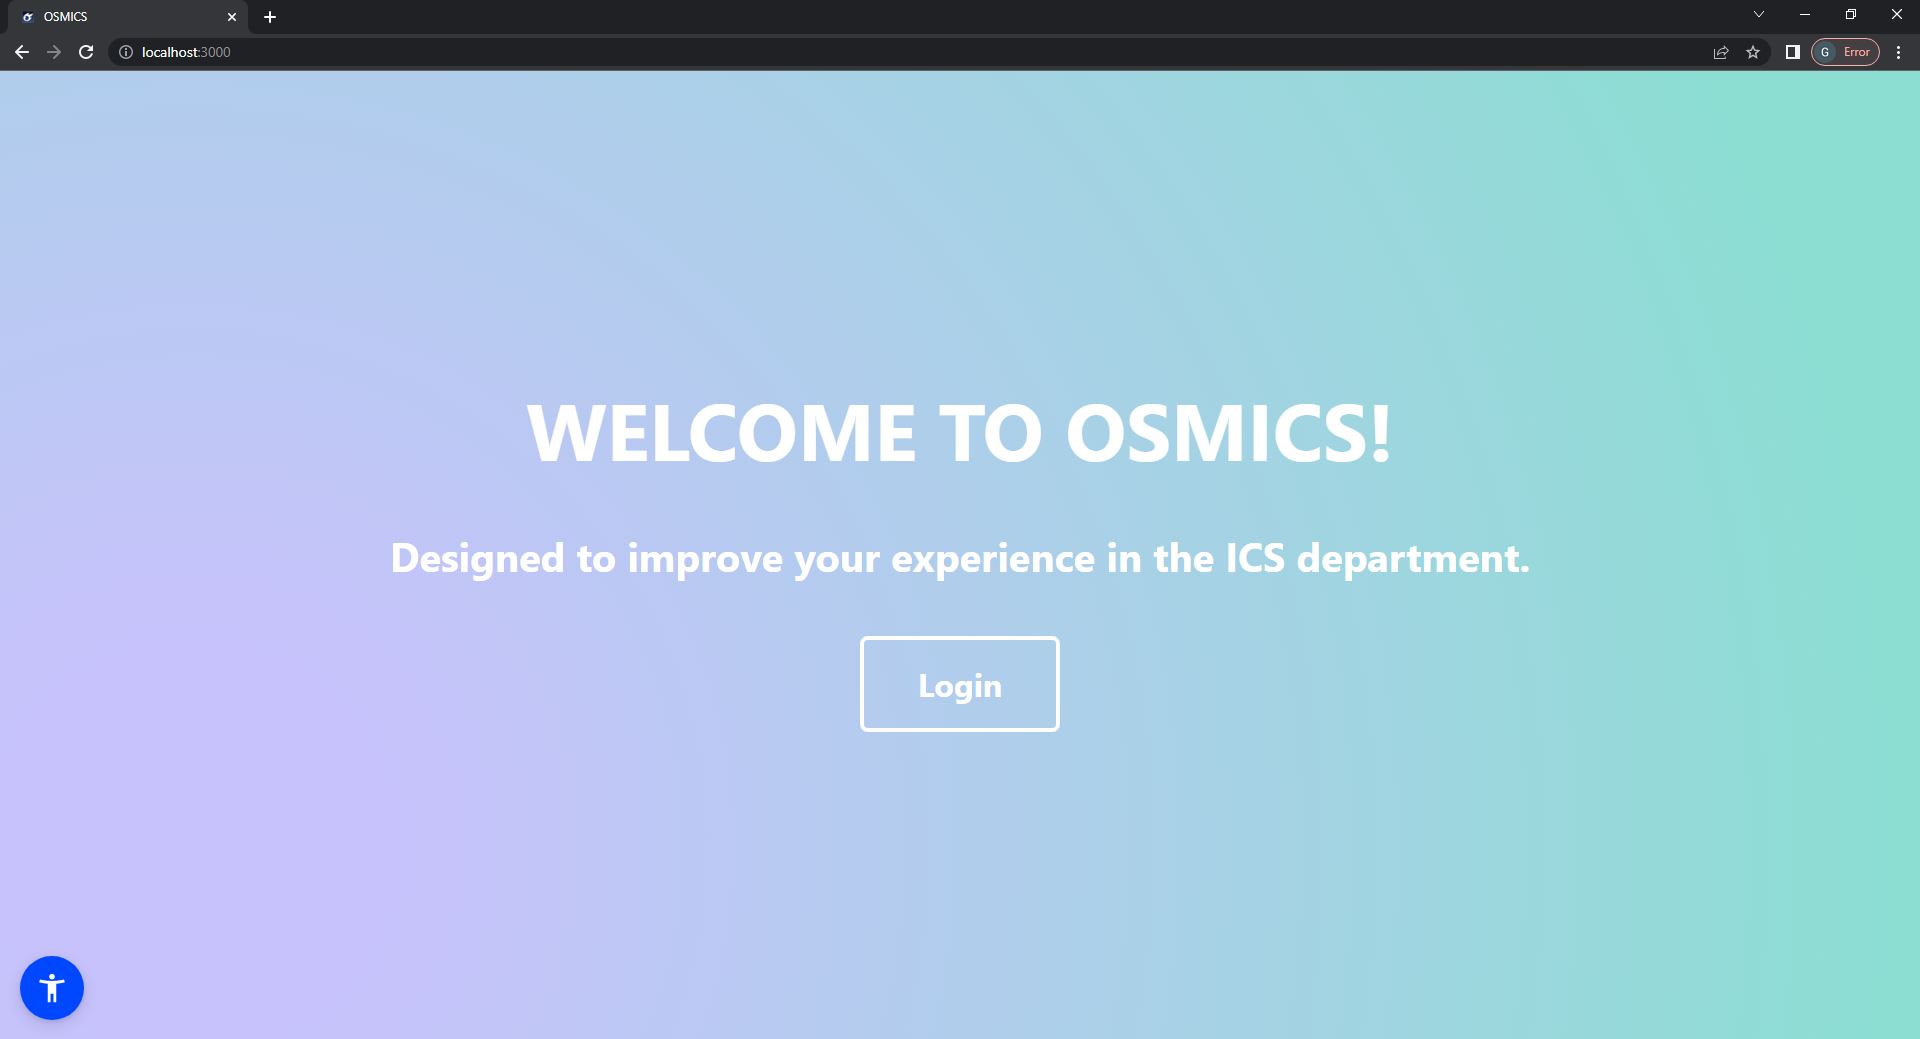 OSMICS
localhost:3000
G Error
WELCOME TO OSMICS!
Designed to improve your experience in the ICS department.
Login